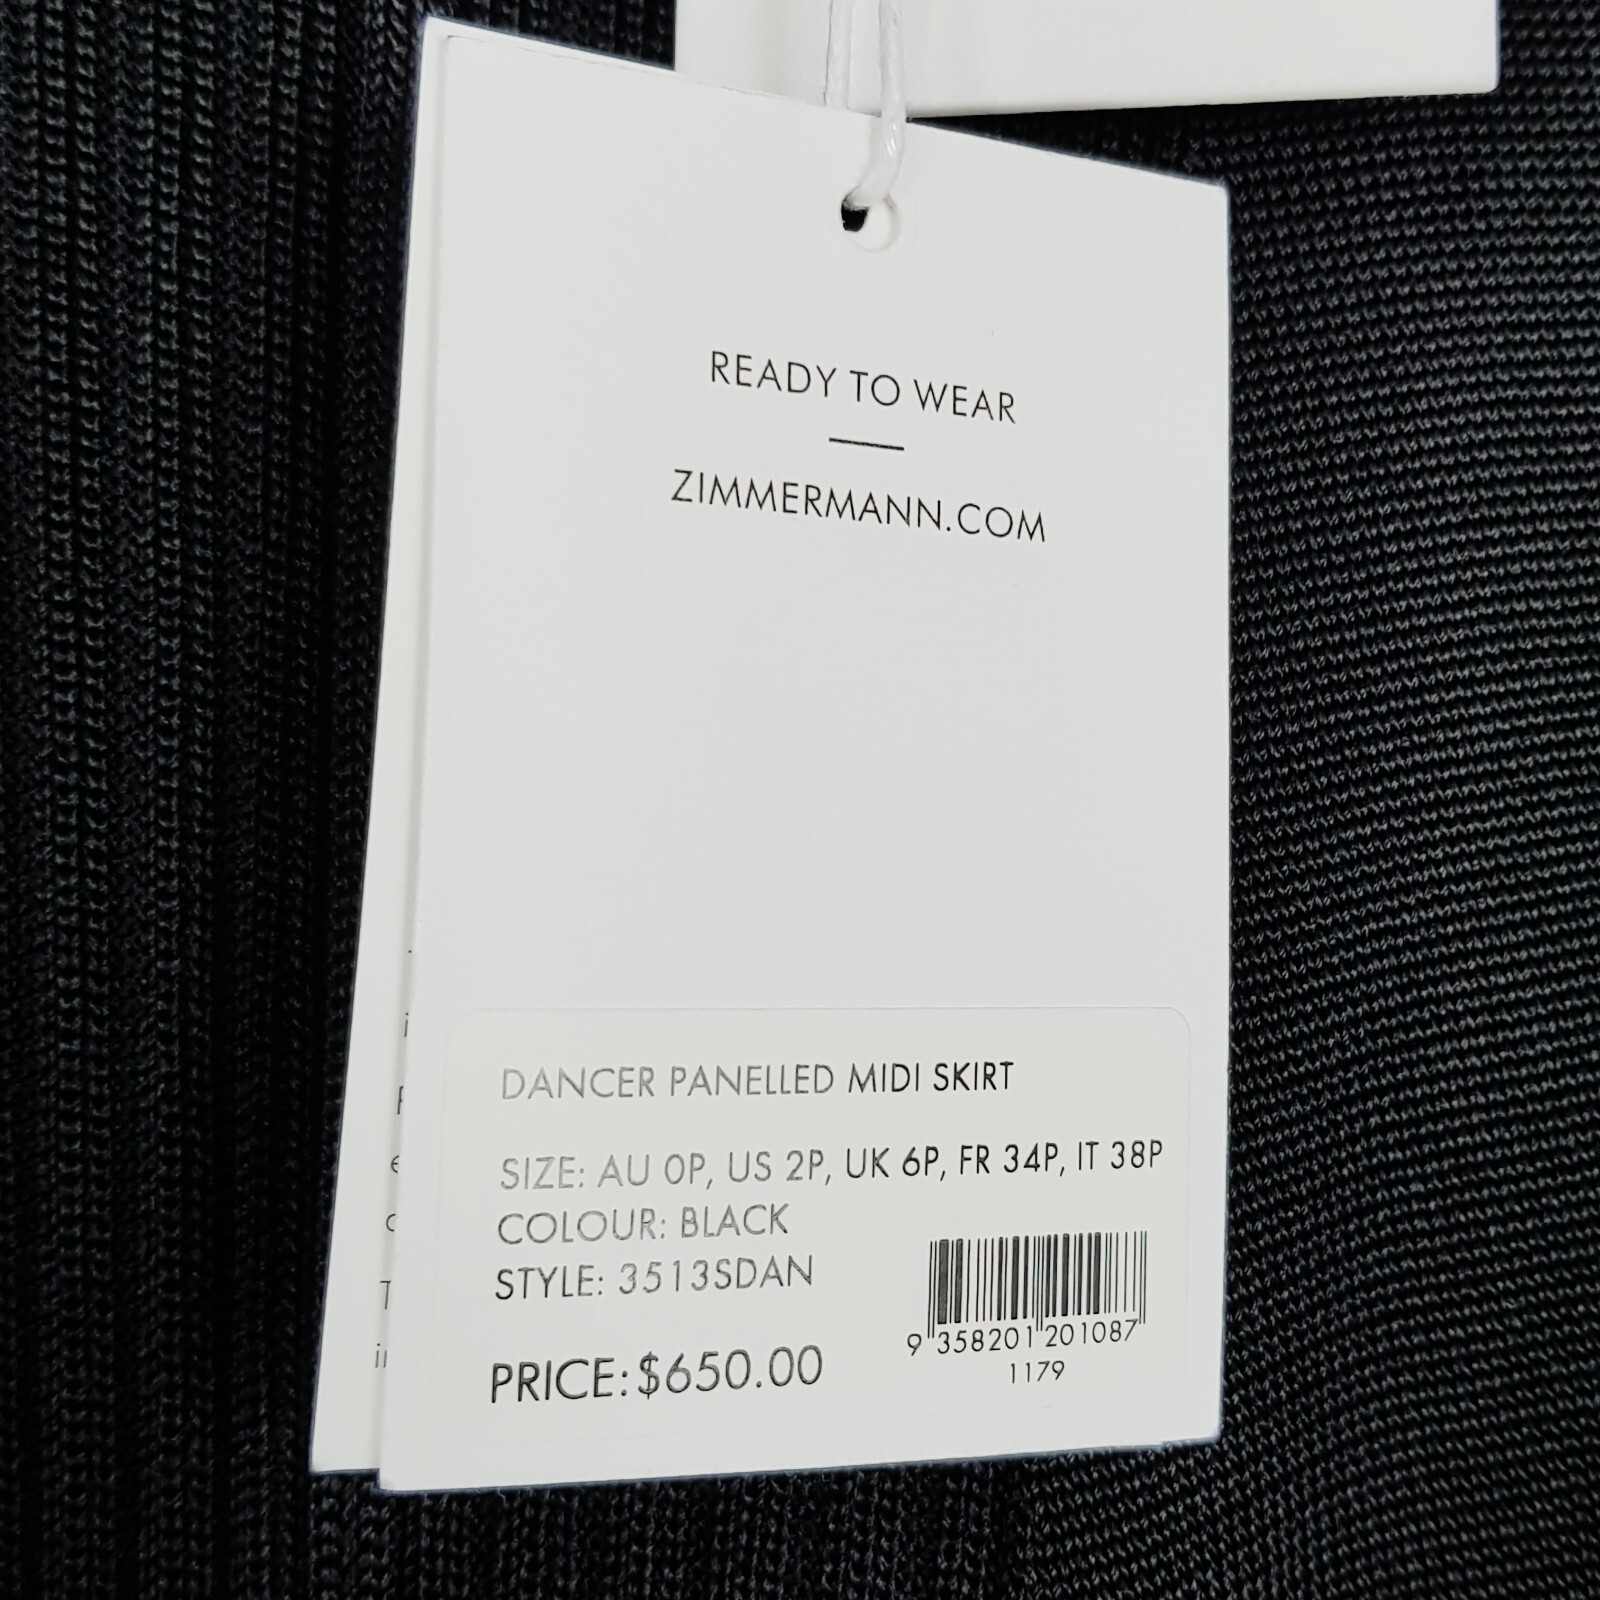 READY TO WEAR
ZIMMERMANN.COM
DANCER PANELLED MIDI SKIRT
SIZE: AU 0P, US 2P, UK 6P, FR 34P, IT 38P
COLOUR: BLACK
STYLE: 3513SDAN
PRICE: $650.00
9 358201 201087
1179